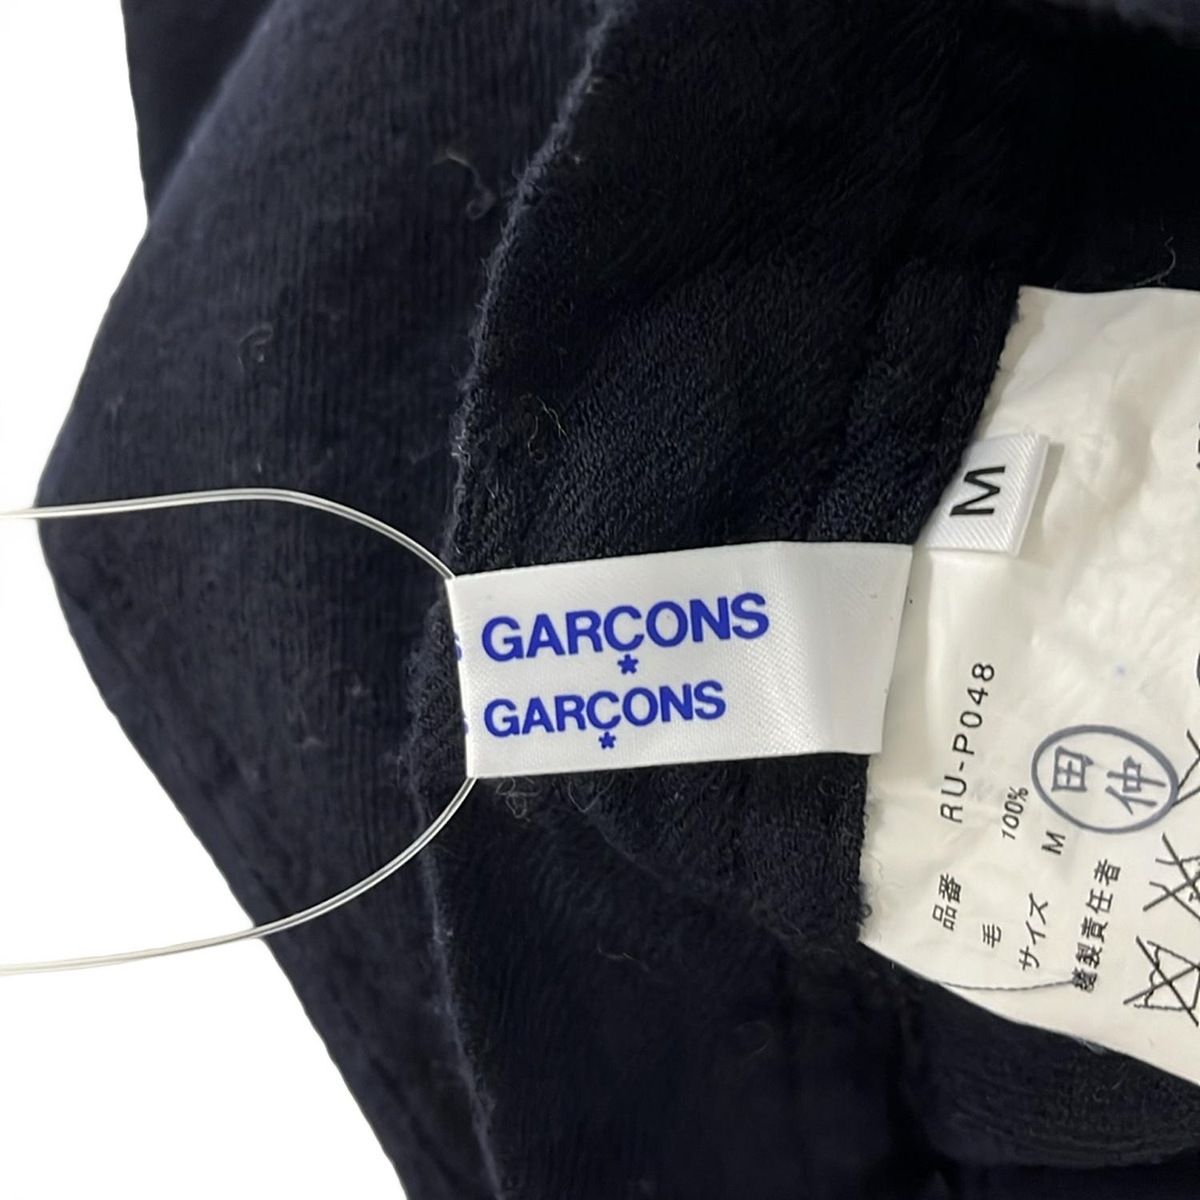 M
GARÇONS
*
GARÇONS
*
品番 RU-P048
毛 100%
サイズ M
縫製責任者 田仲